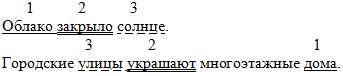 1 2 3
Облако закрыло солнце.
3 2 1
Городские улицы украшают многоэтажные дома.